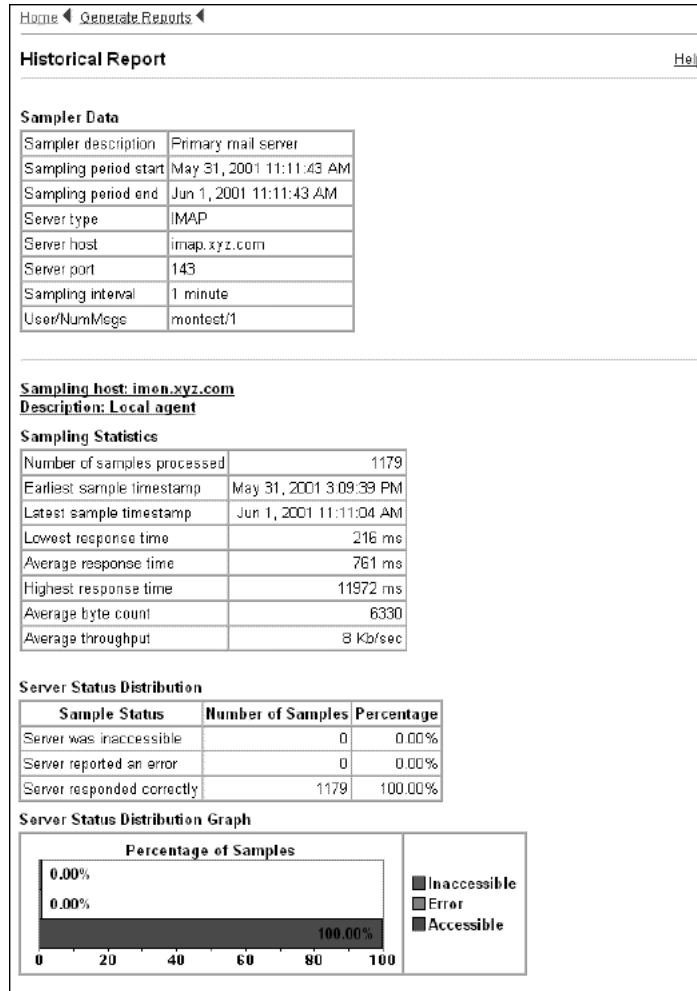 Home Generate Reports
Historical Report
Hel
Sampler Data
Sampler description Primary mail server
Sampling period start May 31, 2001 11:11:43 AM
Sampling period end Jun 1, 2001 11:11:43 AM
Server type IMAP
Server host imap.xyz.com
Server port 143
Sampling interval 1 minute
User/NumMsgs montest/1
Sampling host: imon.xyz.com
Description: Local agent
Sampling Statistics
Number of samples processed 1179
Earliest sample timestamp May 31, 2001 3:09:39 PM
Latest sample timestamp Jun 1, 2001 11:11:04 AM
Lowest response time 216 ms
Average response time 761 ms
Highest response time 11972 ms
Average byte count 6330
Average throughput 8 Kb/sec
Server Status Distribution
Sample Status Number of Samples Percentage
Server was inaccessible 0 0.00%
Server reported an error 0 0.00%
Server responded correctly 1179 100.00%
Server Status Distribution Graph
Percentage of Samples
0.00%
0.00%
100.00%
0 20 40 60 80 100
Inaccessible
Error
Accessible